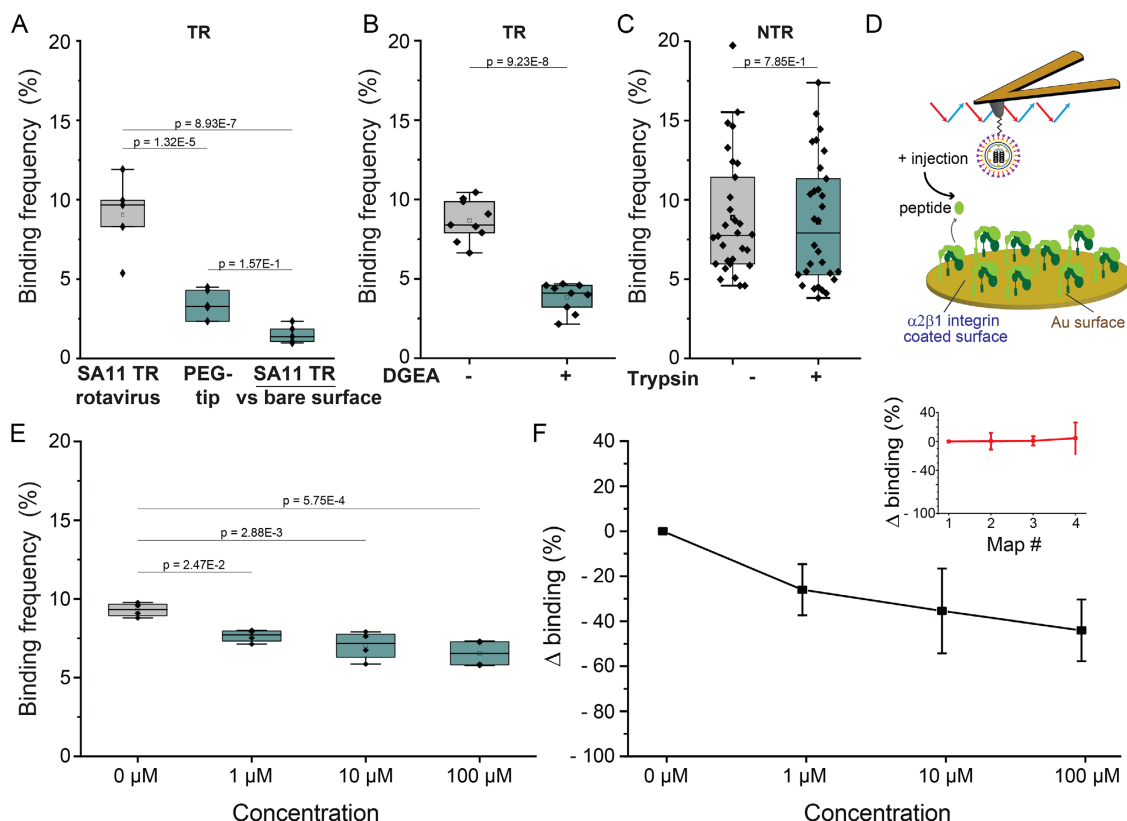 A
TR
Binding frequency (%)
20
15
10
5
0
p = 8.93E-7
p = 1.32E-5
p = 1.57E-1
SA11 TR
rotavirus
PEG-
tip
SA11 TR
vs bare surface
B
TR
Binding frequency (%)
20
15
10
5
0
p = 9.23E-8
DGEA - +
C
NTR
Binding frequency (%)
20
15
10
5
0
p = 7.85E-1
Trypsin - +
D
+ injection
peptide
α2β1 integrin
coated surface
Au surface
E
Binding frequency (%)
20
15
10
5
0
p = 5.75E-4
p = 2.88E-3
p = 2.47E-2
0 µM 1 µM 10 µM 100 µM
Concentration
F
Δ binding (%)
40
20
0
- 20
- 40
- 60
- 80
- 100
0 µM 1 µM 10 µM 100 µM
Concentration
Δ binding (%)
40
0
- 40
- 100
1 2 3 4
Map #